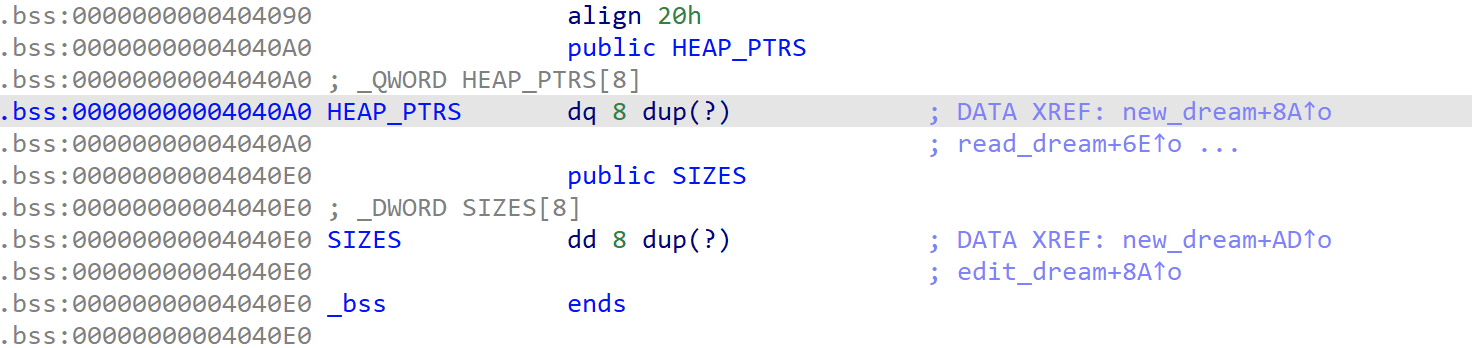 .bss:0000000000404090                 align 20h
.bss:00000000004040A0                 public HEAP_PTRS
.bss:00000000004040A0 ; _QWORD HEAP_PTRS[8]
.bss:00000000004040A0 HEAP_PTRS       dq 8 dup(?)             ; DATA XREF: new_dream+8A↑o
.bss:00000000004040A0                                         ; read_dream+6E↑o ...
.bss:00000000004040E0                 public SIZES
.bss:00000000004040E0 ; _DWORD SIZES[8]
.bss:00000000004040E0 SIZES           dd 8 dup(?)             ; DATA XREF: new_dream+AD↑o
.bss:00000000004040E0                                         ; edit_dream+8A↑o
.bss:00000000004040E0 _bss            ends
.bss:00000000004040E0